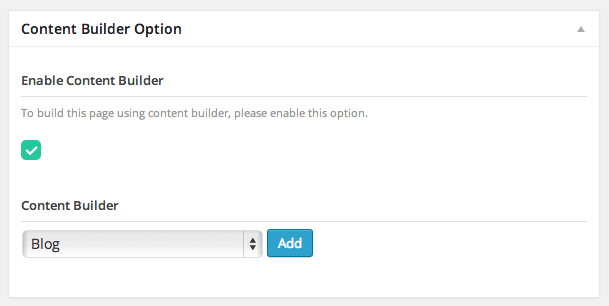 Content Builder Option
Enable Content Builder
To build this page using content builder, please enable this option.
Content Builder
Blog Add